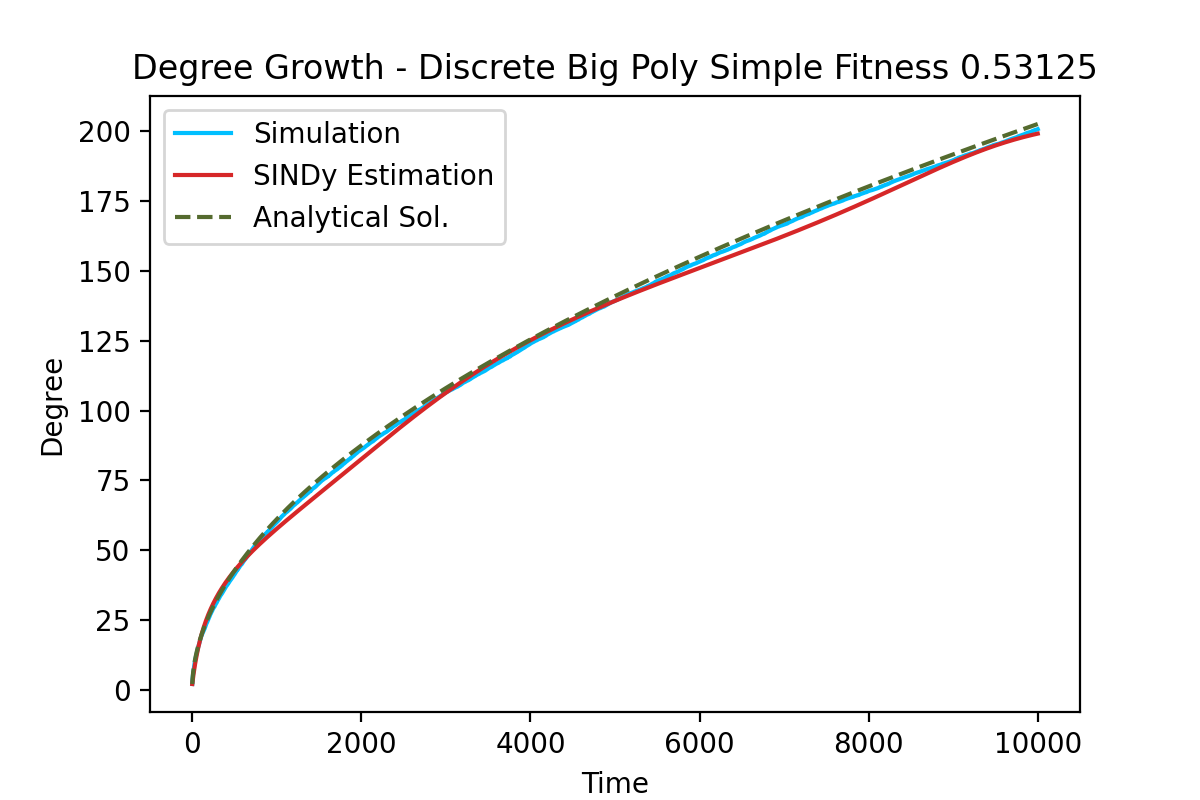 Degree Growth - Discrete Big Poly Simple Fitness 0.53125
Simulation
SINDy Estimation
Analytical Sol.
200
175
150
125
100
75
50
25
0
Degree
0 2000 4000 6000 8000 10000
Time